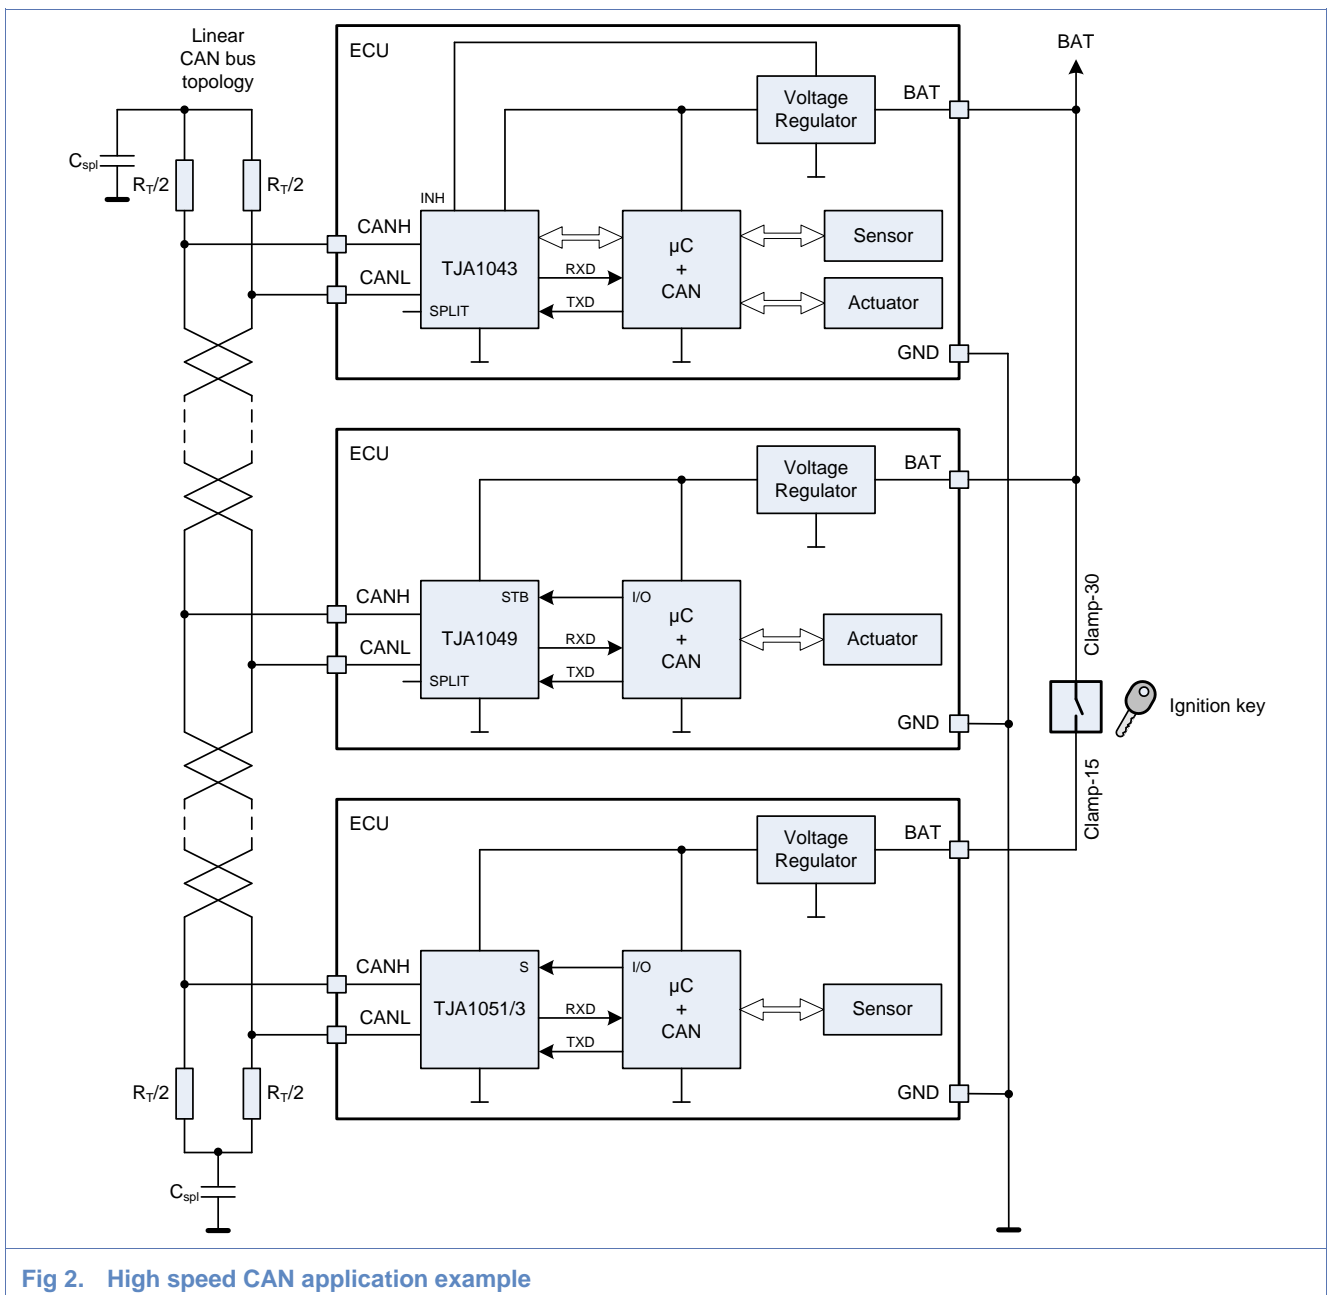 Linear
CAN bus
topology
ECU
BAT
Voltage
Regulator
BAT
Cspl
RT/2
RT/2
INH
CANH
CANL
TJA1043
SPLIT
RXD
TXD
µC
+
CAN
Sensor
Actuator
GND
ECU
Voltage
Regulator
BAT
CANH
CANL
STB
TJA1049
SPLIT
RXD
TXD
I/O
µC
+
CAN
Actuator
GND
Clamp-30
Ignition key
Clamp-15
ECU
Voltage
Regulator
BAT
CANH
CANL
S
TJA1051/3
RXD
TXD
I/O
µC
+
CAN
Sensor
GND
RT/2
RT/2
Cspl
Fig 2. High speed CAN application example